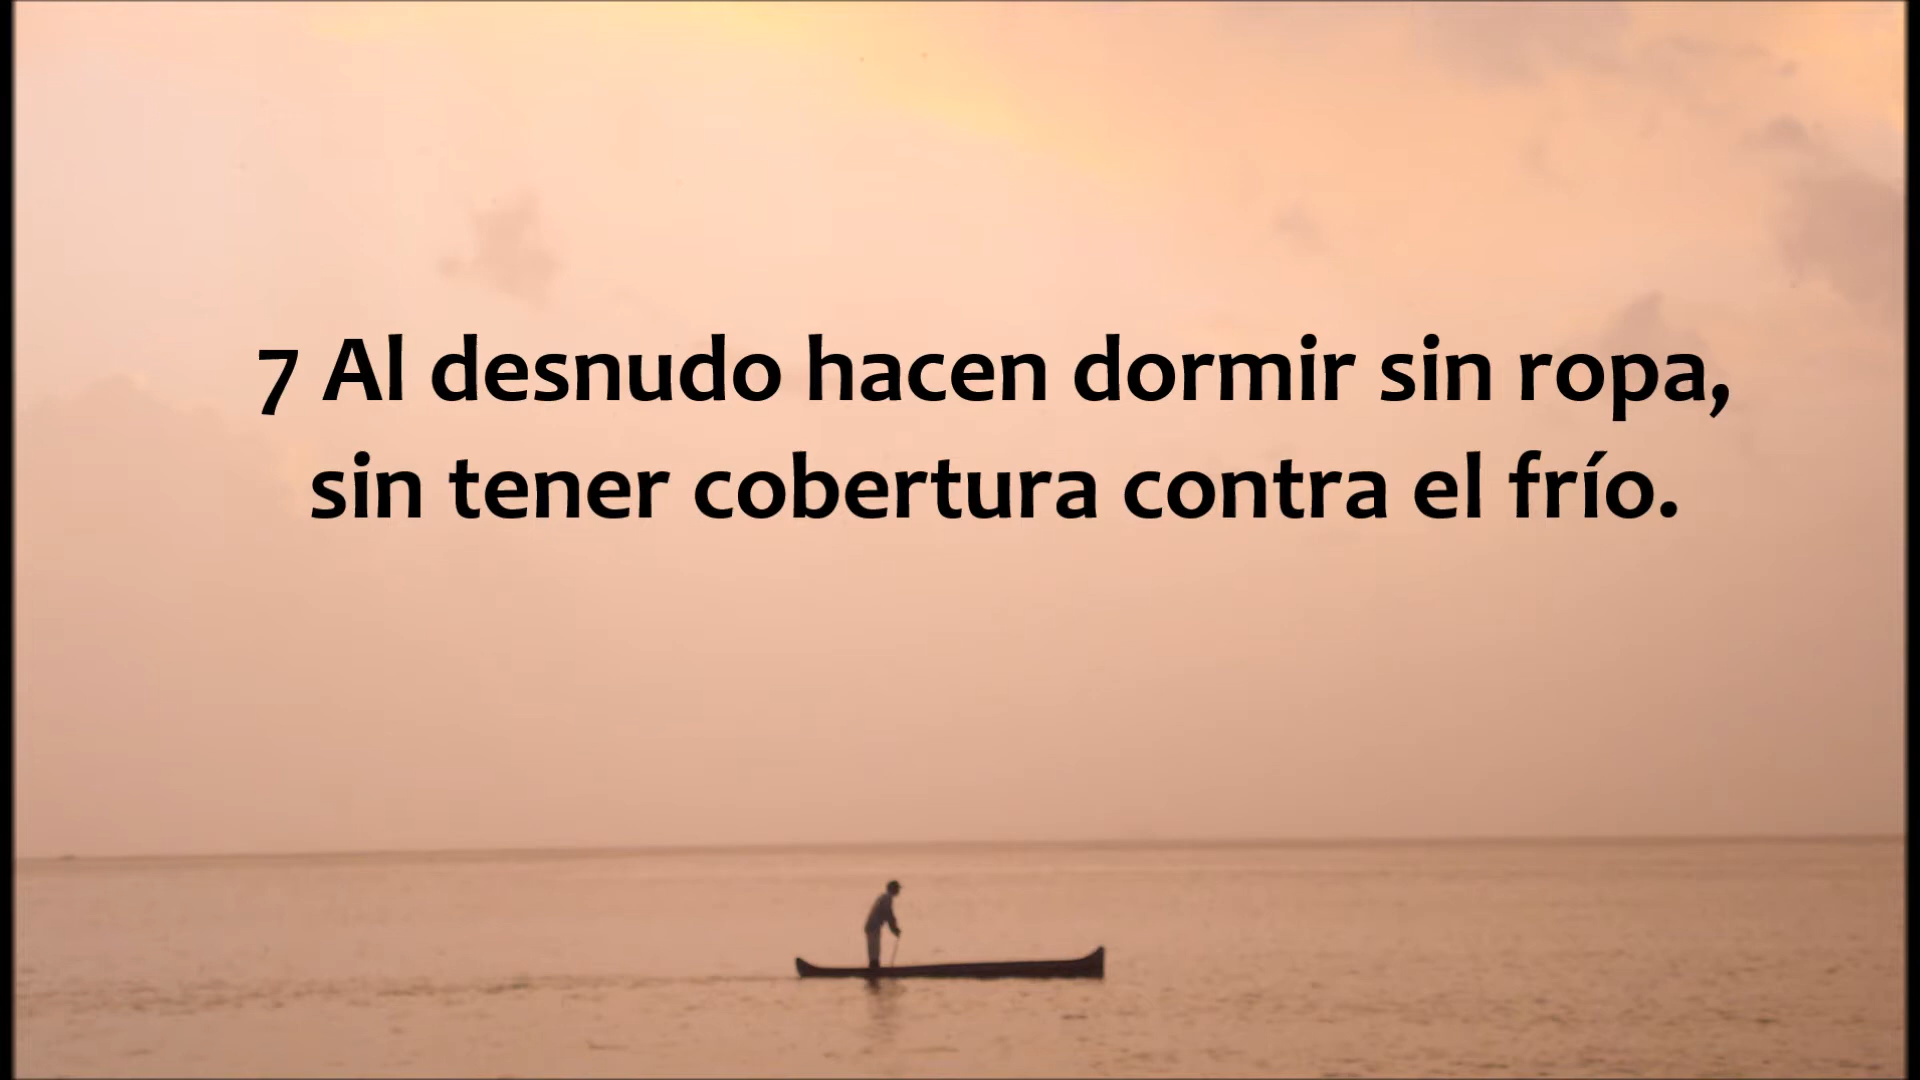 7 Al desnudo hacen dormir sin ropa,
sin tener cobertura contra el frío.